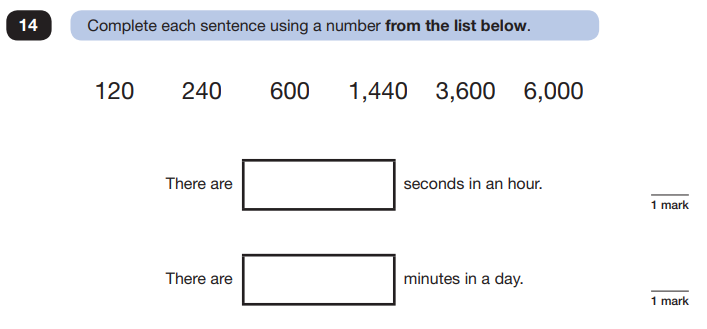 14 Complete each sentence using a number from the list below.
120 240 600 1,440 3,600 6,000
There are seconds in an hour.
1 mark
There are minutes in a day.
1 mark